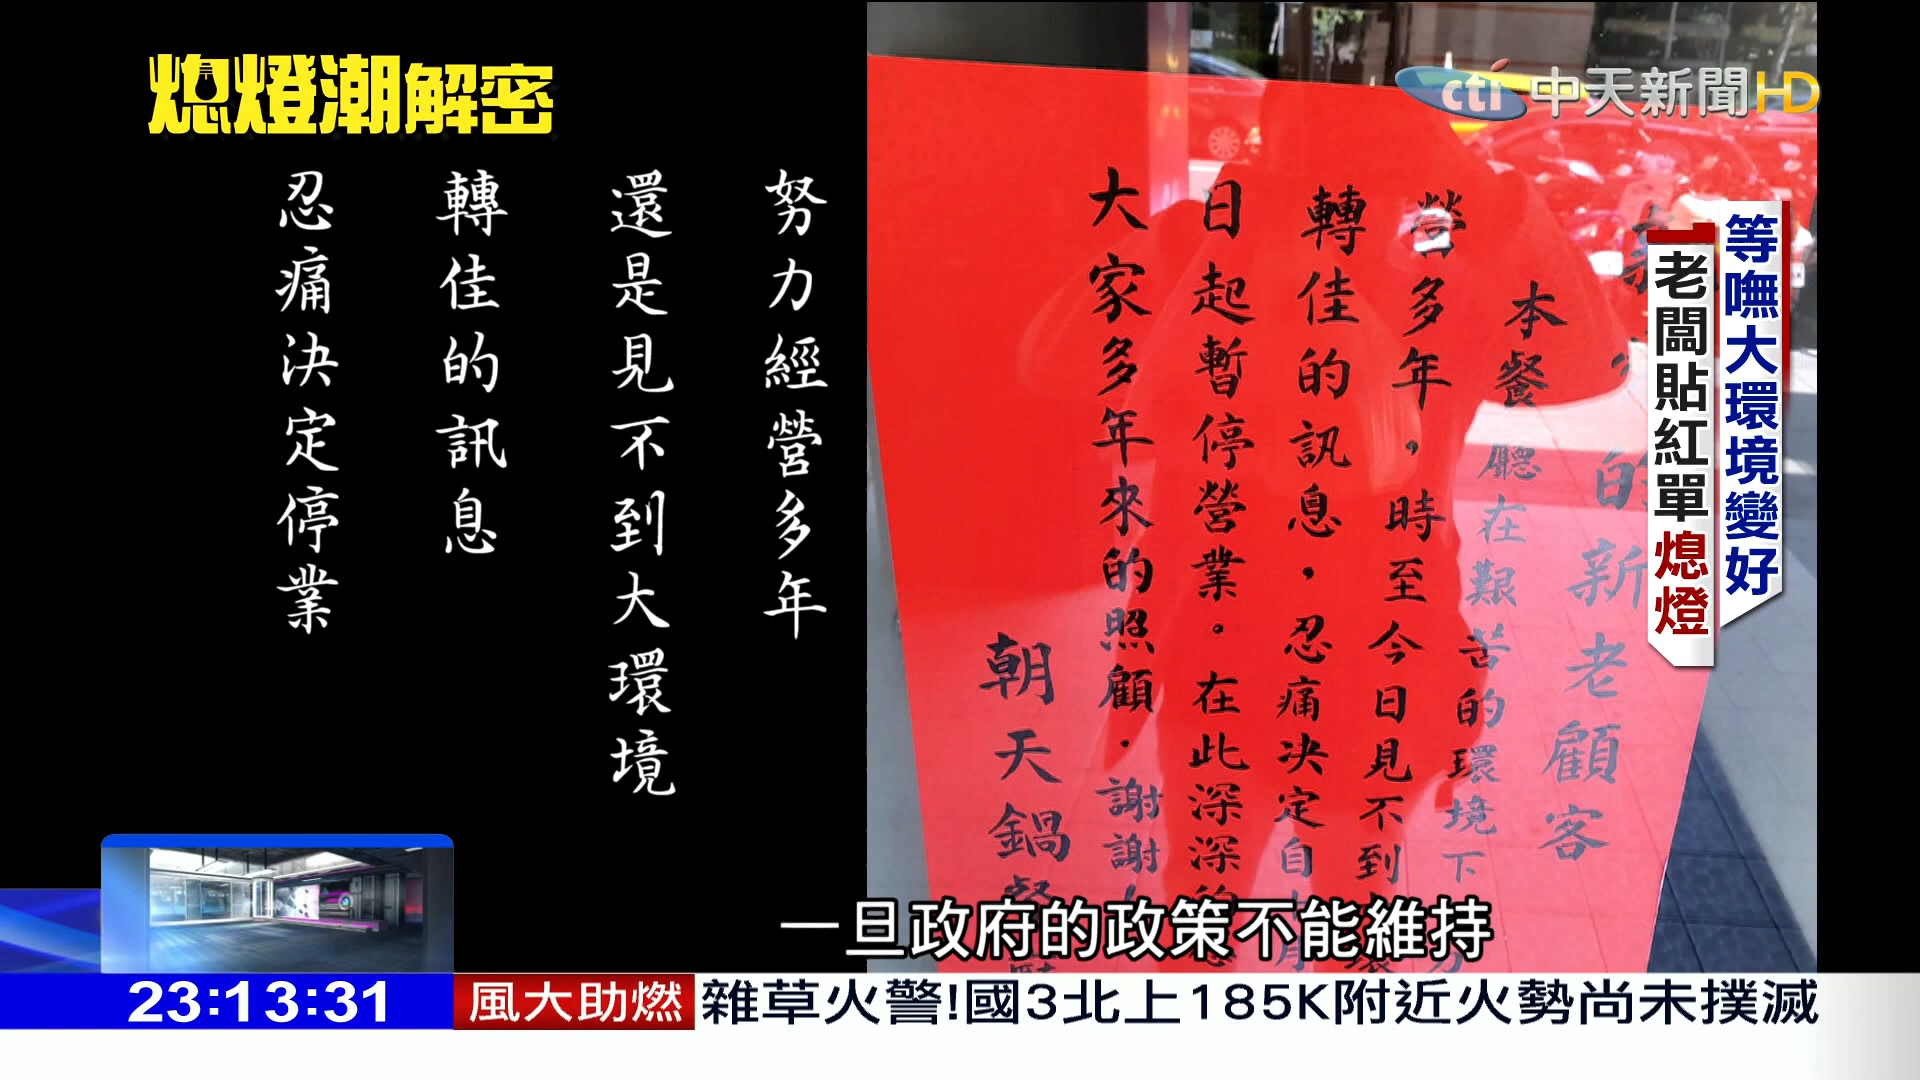 熄燈潮解密
cti 中天新聞HD
努力經營多年
還是見不到大環境
轉佳的訊息
忍痛決定停業
的新老顧客
本餐廳在艱苦的環境下
營多年，時至今日見不到
轉佳的訊息，忍痛決定自
日起暫停營業。在此深深的
大家多年來的照顧．謝謝
朝天鍋
等嘸大環境變好
老闆貼紅單熄燈
一旦政府的政策不能維持
23:13:31
風大助燃
雜草火警!國3北上185K附近火勢尚未撲滅